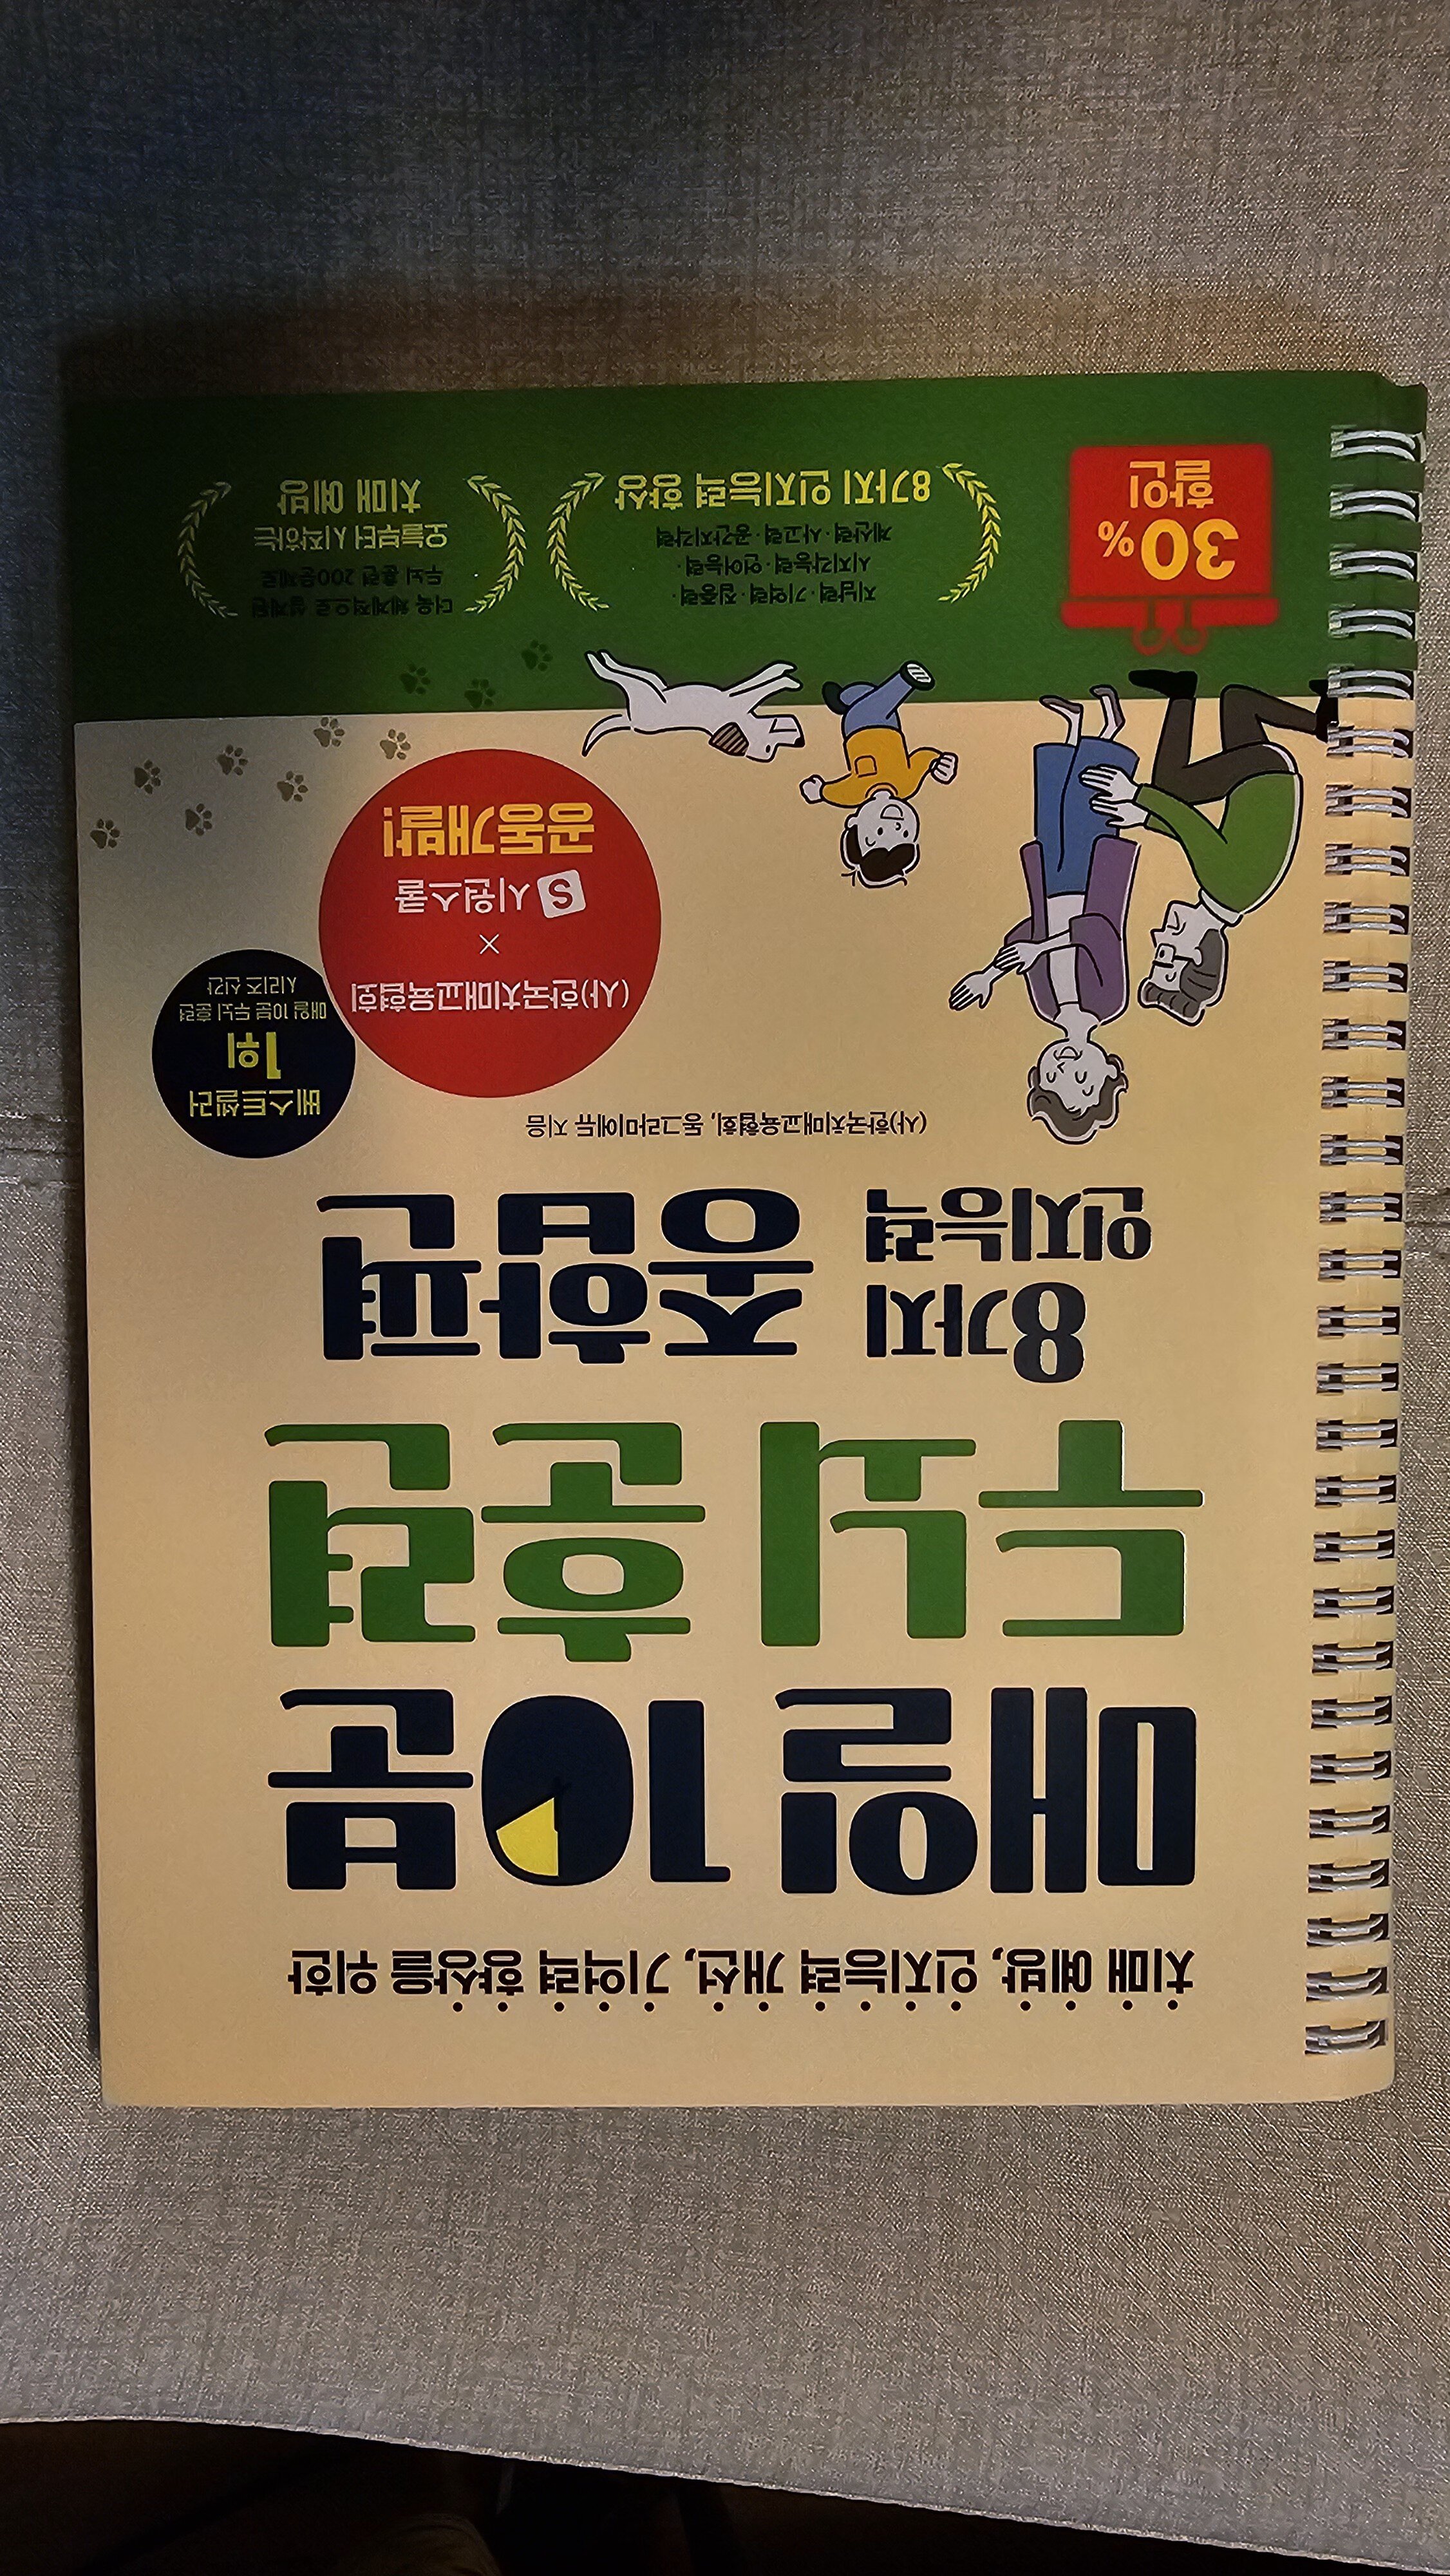 치매 예방, 인지능력 개선, 기억력 향상을 위한
매일 10분
두뇌 훈련
8가지
인지능력
종합편
(사)한국치매교육협회, 동그라미에듀 지음
베스트셀러
1위
매일 10분 두뇌 훈련
시리즈 신간
(사)한국치매교육협회
×
S 시원스쿨
공동개발!
30%
할인
지남력·기억력·집중력·
시지각능력·언어능력·
계산력·사고력·공간지각력
8가지 인지능력 향상
더욱 체계적으로 설계된
두뇌 훈련 200문제로
오늘부터 시작하는
치매 예방